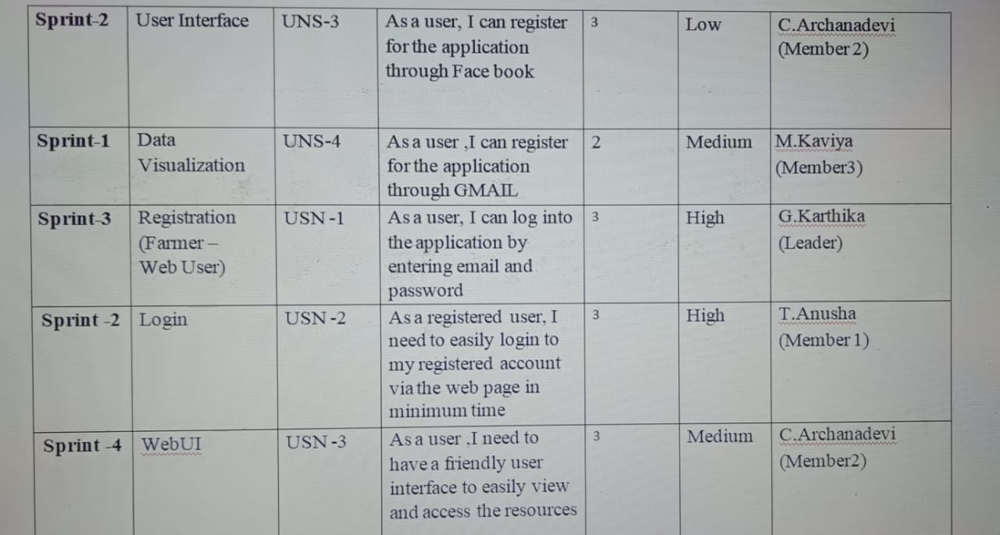 Sprint-2 User Interface UNS-3 As a user, I can register 3 Low C.Archanadevi
for the application (Member 2)
through Face book
Sprint-1 Data UNS-4 As a user ,I can register 2 Medium M.Kaviya
Visualization for the application (Member3)
through GMAIL
Sprint-3 Registration USN -1 As a user, I can log into 3 High G.Karthika
(Farmer – the application by (Leader)
Web User) entering email and
password
Sprint -2 Login USN -2 As a registered user, I 3 High T.Anusha
need to easily login to (Member 1)
my registered account
via the web page in
minimum time
Sprint -4 WebUI USN -3 As a user ,I need to 3 Medium C.Archanadevi
have a friendly user (Member2)
interface to easily view
and access the resources